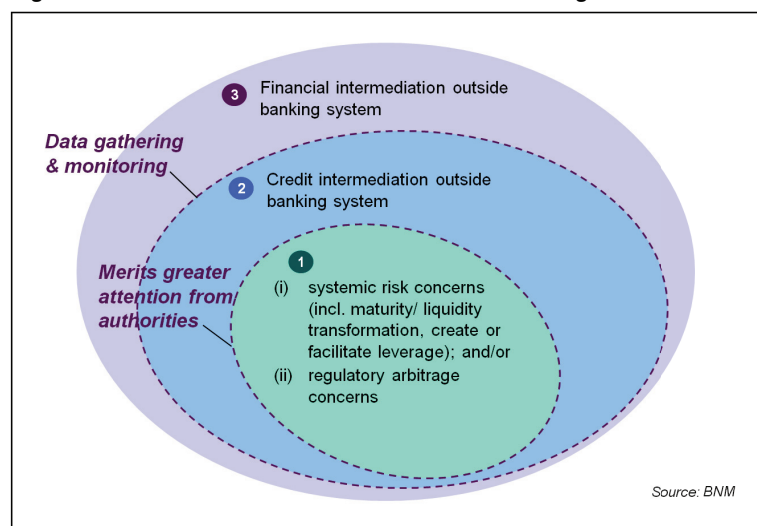 3 Financial intermediation outside
banking system
Data gathering
& monitoring
2 Credit intermediation outside
banking system
1
Merits greater
attention from
authorities
(i) systemic risk concerns
(incl. maturity/ liquidity
transformation, create or
facilitate leverage); and/or
(ii) regulatory arbitrage
concerns
Source: BNM